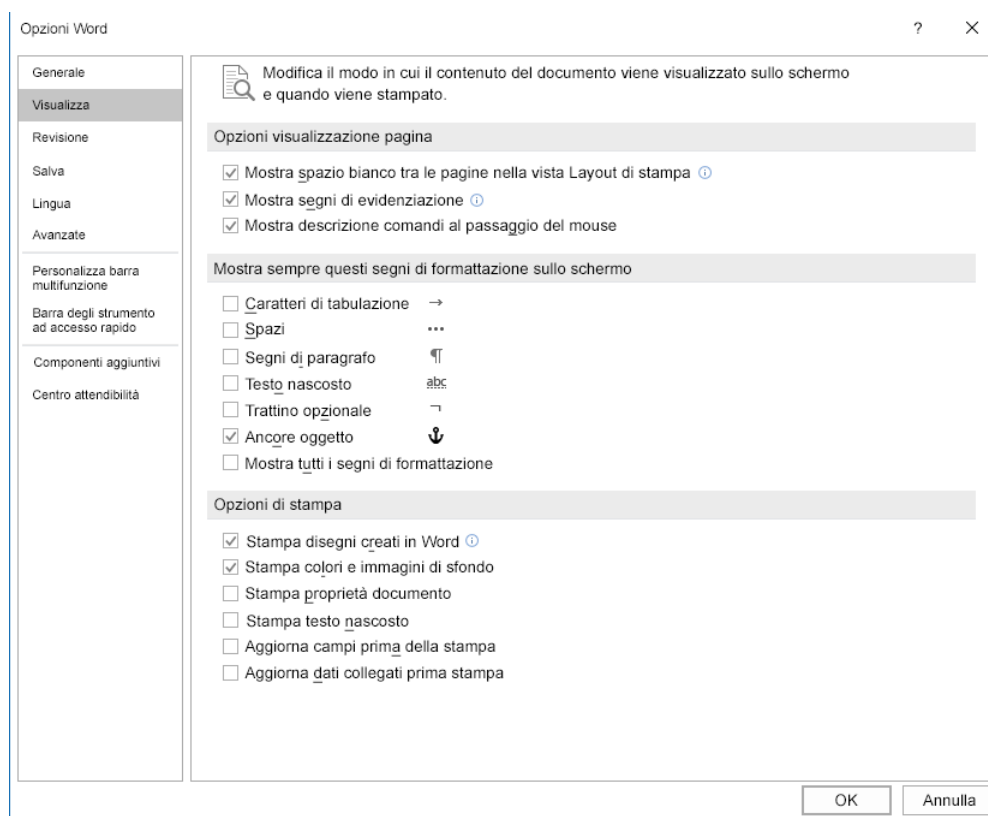 Opzioni Word
?
Generale
Visualizza
Revisione
Salva
Lingua
Avanzate
Personalizza barra
multifunzione
Barra degli strumento
ad accesso rapido
Componenti aggiuntivi
Centro attendibilità
Modifica il modo in cui il contenuto del documento viene visualizzato sullo schermo
e quando viene stampato.
Opzioni visualizzazione pagina
Mostra spazio bianco tra le pagine nella vista Layout di stampa
Mostra segni di evidenziazione
Mostra descrizione comandi al passaggio del mouse
Mostra sempre questi segni di formattazione sullo schermo
Caratteri di tabulazione →
Spazi •••
Segni di paragrafo ¶
Testo nascosto abc
Trattino opzionale ¬
Ancore oggetto
Mostra tutti i segni di formattazione
Opzioni di stampa
Stampa disegni creati in Word
Stampa colori e immagini di sfondo
Stampa proprietà documento
Stampa testo nascosto
Aggiorna campi prima della stampa
Aggiorna dati collegati prima stampa
OK Annulla